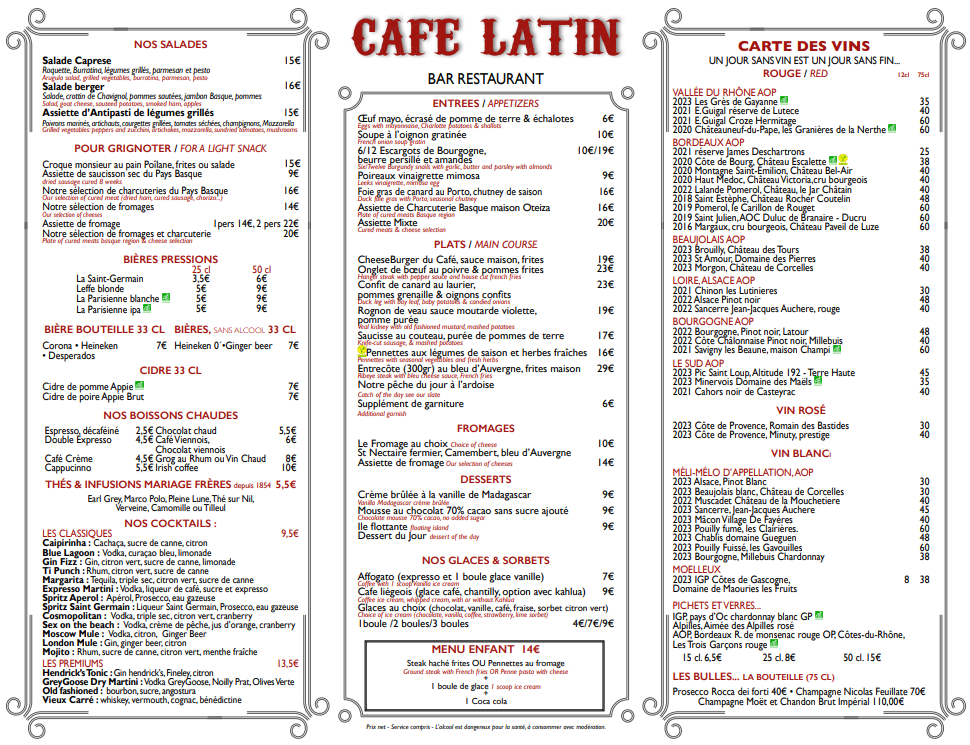 NOS SALADES
Salade Caprese 15€
Roquette, Burratina, légumes grillés, parmesan et pesto
Arugula salad, grilled vegetables, burratina, parmesan, pesto
Salade berger 16€
Salade, crottin de Chavignol, pommes sautées, jambon Basque, pommes
Salad, goat cheese, sauteed potatoes, smoked ham, apples
Assiette d'Antipasti de légumes grillés 15€
Poivrons marinés, artichauts, courgettes grillées, tomates séchées, champignons, Mozzarella
Grilled vegetables peppers and zucchini, artichokes, mozzarella, sundried tomatoes, mushrooms
POUR GRIGNOTER / FOR A LIGHT SNACK
Croque monsieur au pain Poîlane, frites ou salade 15€
Assiette de saucisson sec du Pays Basque 9€
dried sausage cured 8 weeks
Notre sélection de charcuteries du Pays Basque 16€
Our selection of cured meat (dried ham, cured sausage, choriza...)
Notre sélection de fromages 14€
Our selection of cheeses
Assiette de fromage 1pers 14€, 2 pers 22€
Notre sélection de fromages et charcuterie 20€
Plate of cured meats basque region & cheese selection
BIÈRES PRESSIONS
25 cl 50 cl
La Saint-Germain 3,5€ 6€
Leffe blonde 5€ 9€
La Parisienne blanche 5€ 9€
La Parisienne ipa 5€ 9€
BIÈRE BOUTEILLE 33 CL BIÈRES, SANS ALCOOL 33 CL
Corona • Heineken 7€ Heineken 0°•Ginger beer 7€
• Desperados
CIDRE 33 CL
Cidre de pomme Appie 7€
Cidre de poire Appie Brut 7€
NOS BOISSONS CHAUDES
Espresso, décaféiné 2,5€ Chocolat chaud 5,5€
Double Expresso 4,5€ Café Viennois, 6€
Chocolat viennois
Café Crème 4,5€ Grog au Rhum ou Vin Chaud 8€
Cappucinno 5,5€ Irish coffee 10€
THÉS & INFUSIONS MARIAGE FRÈRES depuis 1854 5,5€
Earl Grey, Marco Polo, Pleine Lune, Thé sur Nil,
Verveine, Camomille ou Tilleul
NOS COCKTAILS :
LES CLASSIQUES 9,5€
Caipirinha : Cachaça, sucre de canne, citron
Blue Lagoon : Vodka, curaçao bleu, limonade
Gin Fizz : Gin, citron vert, sucre de canne, limonade
Ti Punch : Rhum, citron vert, sucre de canne
Margarita : Tequila, triple sec, citron vert, sucre de canne
Expresso Martini : Vodka, liqueur de café, sucre et expresso
Spritz Aperol : Apérol, Prosecco, eau gazeuse
Spritz Saint Germain : Liqueur Saint Germain, Prosecco, eau gazeuse
Cosmopolitan : Vodka, triple sec, citron vert, cranberry
Sex on the beach : Vodka, crème de pêche, jus d'orange, cranberry
Moscow Mule : Vodka, citron, Ginger Beer
London Mule : Gin, ginger beer, citron
Mojito : Rhum, sucre de canne, citron vert, menthe fraîche
LES PREMIUMS 13,5€
Hendrick's Tonic : Gin hendrick's, Fineley, citron
GreyGoose Dry Martini : Vodka GreyGoose, Noilly Prat, Olives Verte
Old fashioned : bourbon, sucre, angostura
Vieux Carré : whiskey, vermouth, cognac, bénédictine
CAFE LATIN
BAR RESTAURANT
ENTREES / APPETIZERS
Œuf mayo, écrasé de pomme de terre & échalotes 6€
Eggs with mayonnaise, Charlotte potatoes & shallots
Soupe à l'oignon gratinée 10€
French onion soup gratin
6/12 Escargots de Bourgogne, 10€/19€
beurre persillé et amandes
Six/Twelve Burgundy snails with garlic, butter and parsley with almonds
Poireaux vinaigrette mimosa 9€
Leeks vinaigrette, mimosa egg
Foie gras de canard au Porto, chutney de saison 16€
Duck foie gras with Porto, seasonal chutney
Assiette de Charcuterie Basque maison Oteiza 16€
Plate of cured meats Basque region
Assiette Mixte 20€
Cured meats & cheese selection
PLATS / MAIN COURSE
CheeseBurger du Café, sauce maison, frites 19€
Onglet de bœuf au poivre & pommes frites 23€
Hanger steak with pepper sauce and house cut french fries
Confit de canard au laurier, 23€
pommes grenaille & oignons confits
Duck leg with bay leaf, baby potatoes & candied onions
Rognon de veau sauce moutarde violette, 19€
pomme purée
Veal kidney with old fashioned mustard, mashed potatoes
Saucisse au couteau, purée de pommes de terre 17€
Knife-cut sausage, & mashed potatoes
Pennettes aux légumes de saison et herbes fraîches 16€
Pennettes with seasonal vegetables and fresh herbs
Entrecôte (300gr) au bleu d'Auvergne, frites maison 29€
Ribeye steak with bleu cheese sauce, French fries
Notre pêche du jour à l'ardoise
Catch of the day see our slate
Supplément de garniture 6€
Additional garnish
FROMAGES
Le Fromage au choix Choice of cheese 10€
St Nectaire fermier, Camembert, bleu d'Auvergne
Assiette de fromage Our selection of cheeses 14€
DESSERTS
Crème brûlée à la vanille de Madagascar 9€
Vanilla Madagascar crème brûlée
Mousse au chocolat 70% cacao sans sucre ajouté 9€
Chocolate mousse 70% cacao, no added sugar
Ile flottante floating island 9€
Dessert du Jour dessert of the day
NOS GLACES & SORBETS
Affogato (expresso et 1 boule glace vanille) 7€
Coffee with 1 scoop vanilla ice cream
Cafe liégeois (glace café, chantilly, option avec kahlua) 9€
Coffee ice cream, whipped cream, with or without Kahlua
Glaces au choix (chocolat, vanille, café, fraise, sorbet citron vert)
Choice of ice cream (chocolate, vanilla, coffee, strawberry, lime sorbet)
1boule /2 boules/3 boules 4€/7€/9€
MENU ENFANT 14€
Steak haché frites OU Pennettes au fromage
Ground steak with French fries OR Penne pasta with cheese
+
1 boule de glace 1 scoop ice cream
+
1 Coca cola
Prix net - Service compris - L'alcool est dangereux pour la santé, à consommer avec modération.
CARTE DES VINS
UN JOUR SANS VIN EST UN JOUR SANS FIN...
ROUGE / RED 12cl 75cl
VALLÉE DU RHÔNE AOP
2023 Les Grès de Gayanne 35
2021 E.Guigal réserve de Lutece 40
2021 E.Guigal Croze Hermitage 60
2020 Châteauneuf-du-Pape, les Granières de la Nerthe 60
BORDEAUX AOP
2021 réserve James Deschartrons 25
2020 Côte de Bourg, Château Escalette 38
2020 Montagne Saint-Emilion, Château Bel-Air 40
2020 Haut Medoc, Château Victoria, cru bourgeois 40
2022 Lalande Pomerol, Château, le Jar Châtain 40
2018 Saint Estèphe, Château Rocher Coutelin 48
2019 Pomerol, le Carillon de Rouget 60
2019 Saint Julien, AOC Duluc de Branaire - Ducru 60
2016 Margaux, cru bourgeois, Château Paveil de Luze 60
BEAUJOLAIS AOP
2023 Brouilly, Château des Tours 38
2023 St Amour, Domaine des Pierres 40
2023 Morgon, Château de Corcelles 40
LOIRE, ALSACE AOP
2021 Chinon les Lutinieres 30
2022 Alsace Pinot noir 48
2022 Sancerre Jean-Jacques Auchere, rouge 40
BOURGOGNE AOP
2022 Bourgogne, Pinot noir, Latour 48
2022 Côte Châlonnaise Pinot noir, Millebuis 40
2021 Savigny les Beaune, maison Champi 60
LE SUD AOP
2023 Pic Saint Loup, Altitude 192 - Terre Haute 45
2023 Minervois Domaine des Maëls 35
2021 Cahors noir de Casteyrac 40
VIN ROSÉ
2023 Côte de Provence, Romain des Bastides 30
2023 Côte de Provence, Minuty, prestige 40
VIN BLANC
MÉLI-MÉLO D'APPELLATION, AOP
2023 Alsace, Pinot Blanc 30
2023 Beaujolais blanc, Château de Corcelles 30
2022 Muscadet Château de la Mouchetiere 40
2023 Sancerre, Jean-Jacques Auchere 45
2023 Mâcon Village De Fayères 40
2023 Pouilly fumé, les Clairières. 60
2023 Chablis domaine Gueguen 48
2023 Pouilly Fuissé, les Gavouilles 60
2023 Bourgogne, Millebuis Chardonnay 38
MOELLEUX
2023 IGP Côtes de Gascogne, 8 38
Domaine de Maouries les Fruits
PICHETS ET VERRES...
IGP, pays d'Oc chardonnay blanc GP
Alpilles, Aimée des Alpilles rosé
AOP, Bordeaux R. de monsenac rouge OP, Côtes-du-Rhône,
Les Trois Garçons rouge
15 cl. 6,5€ 25 cl. 8€ 50 cl. 15€
LES BULLES... LA BOUTEILLE (75 CL)
Prosecco Rocca dei forti 40€ • Champagne Nicolas Feuillate 70€
Champagne Moët et Chandon Brut Impérial 110,00€